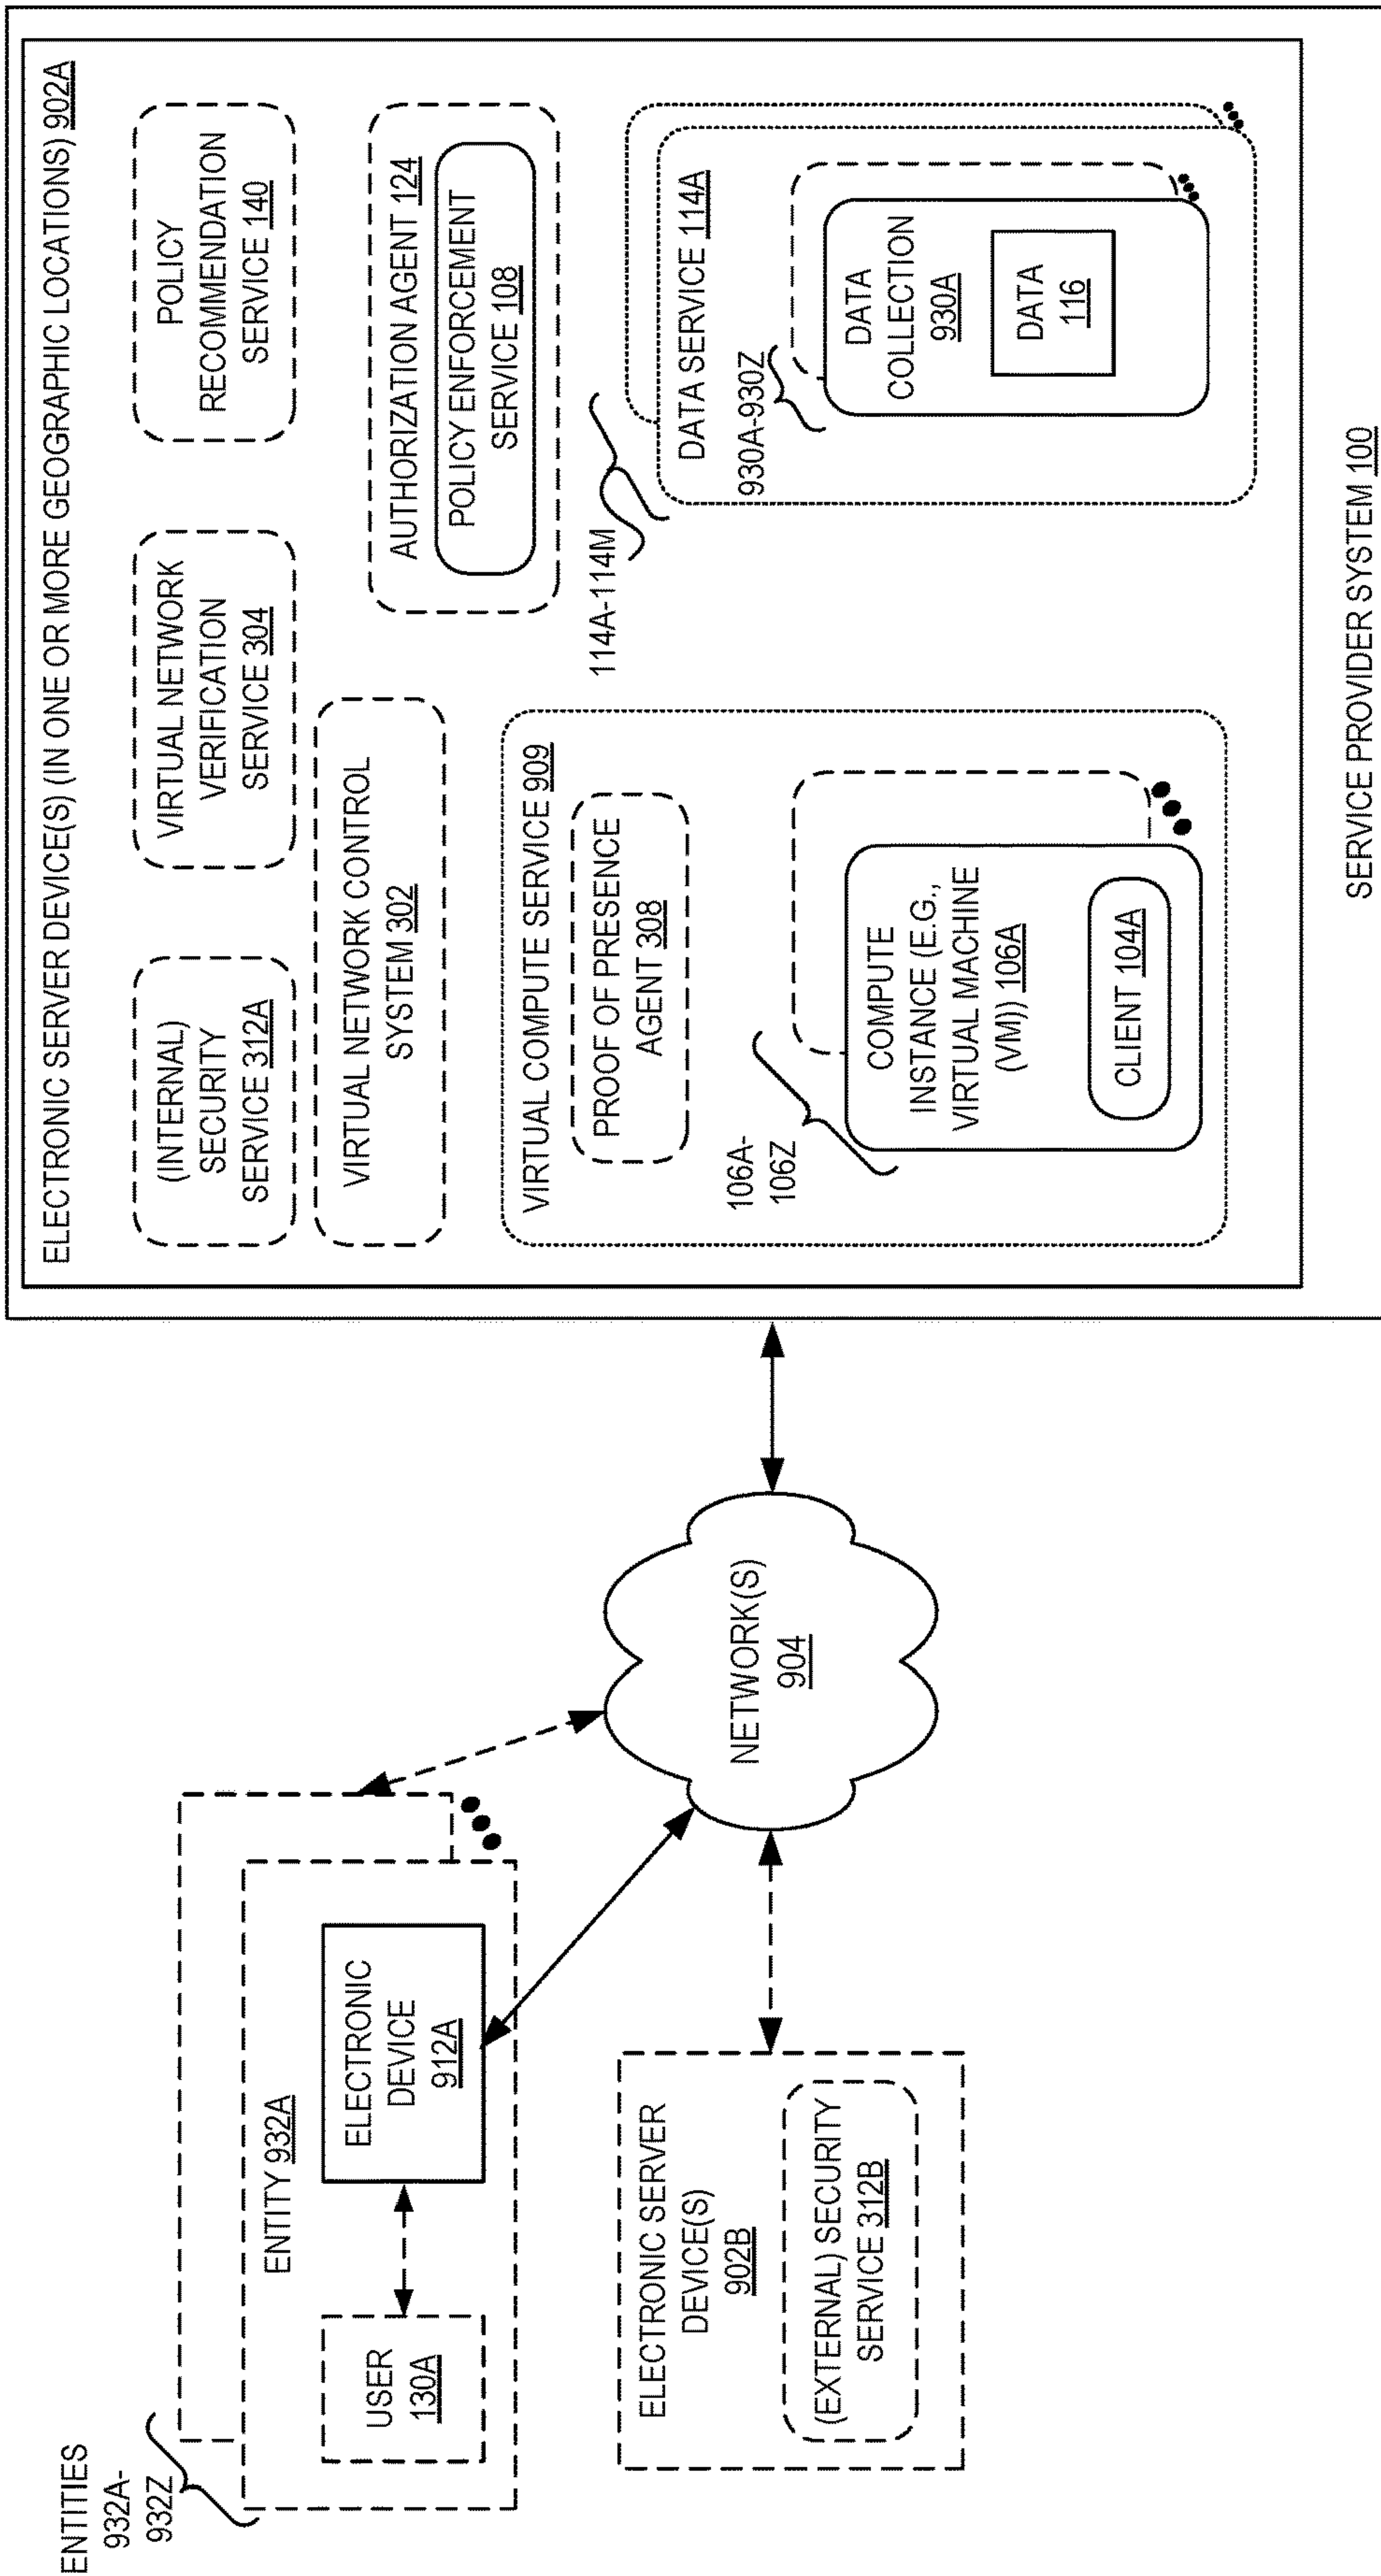 ENTITIES
932A-
932Z
ENTITY 932A
USER
130A
ELECTRONIC
DEVICE
912A
ELECTRONIC SERVER
DEVICE(S)
902B
(EXTERNAL) SECURITY
SERVICE 312B
NETWORK(S)
904
ELECTRONIC SERVER DEVICE(S) (IN ONE OR MORE GEOGRAPHIC LOCATIONS) 902A
(INTERNAL)
SECURITY
SERVICE 312A
VIRTUAL NETWORK
VERIFICATION
SERVICE 304
POLICY
RECOMMENDATION
SERVICE 140
VIRTUAL NETWORK CONTROL
SYSTEM 302
AUTHORIZATION AGENT 124
POLICY ENFORCEMENT
SERVICE 108
VIRTUAL COMPUTE SERVICE 909
PROOF OF PRESENCE
AGENT 308
106A-
106Z
COMPUTE
INSTANCE (E.G.,
VIRTUAL MACHINE
(VM)) 106A
CLIENT 104A
114A-114M
DATA SERVICE 114A
930A-930Z
DATA
COLLECTION
930A
DATA
116
SERVICE PROVIDER SYSTEM 100